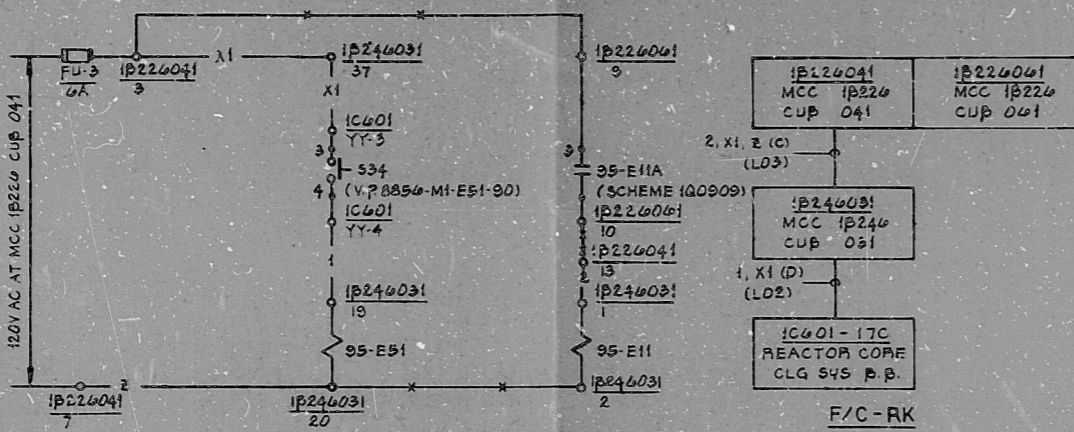 120V AC AT MCC 1B226 CUB 041
FU-3
6A
1B226041
3
X1
1B246031
37
X1
1C601
YY-3
3
S34
4
(V.P. 8856-M1-E51-90)
1C601
YY-4
1
1B246031
19
95-E51
1B226041
7
2
1B246031
20
1B226061
9
3
95-E11A
(SCHEME 1Q0909)
1B226061
10
1B226041
13
2
1B246031
1
95-E11
1B246031
2
1B226041
MCC 1B226
CUB 041
1B226061
MCC 1B226
CUB 061
2, X1, 2 (C)
(L03)
1B246031
MCC 1B246
CUB 031
1, X1 (D)
(L02)
1C601-17C
REACTOR CORE
CLG SYS B.B.
F/C-RK